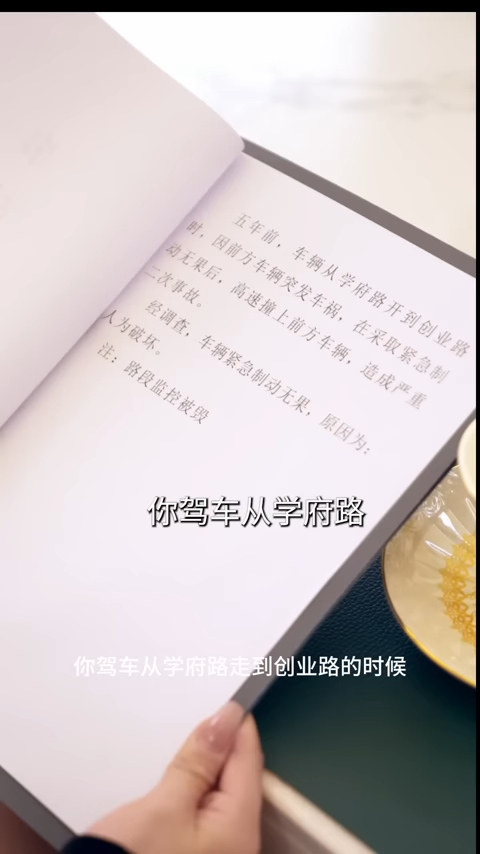 五年前，车辆从学府路开到创业路
时，因前方车辆突发车祸，在采取紧急制
动无果后，高速撞上前方车辆，造成严重
二次事故。
经调查，车辆紧急制动无果，原因为：
人为破坏。
注：路段监控被毁
你驾车从学府路
你驾车从学府路走到创业路的时候